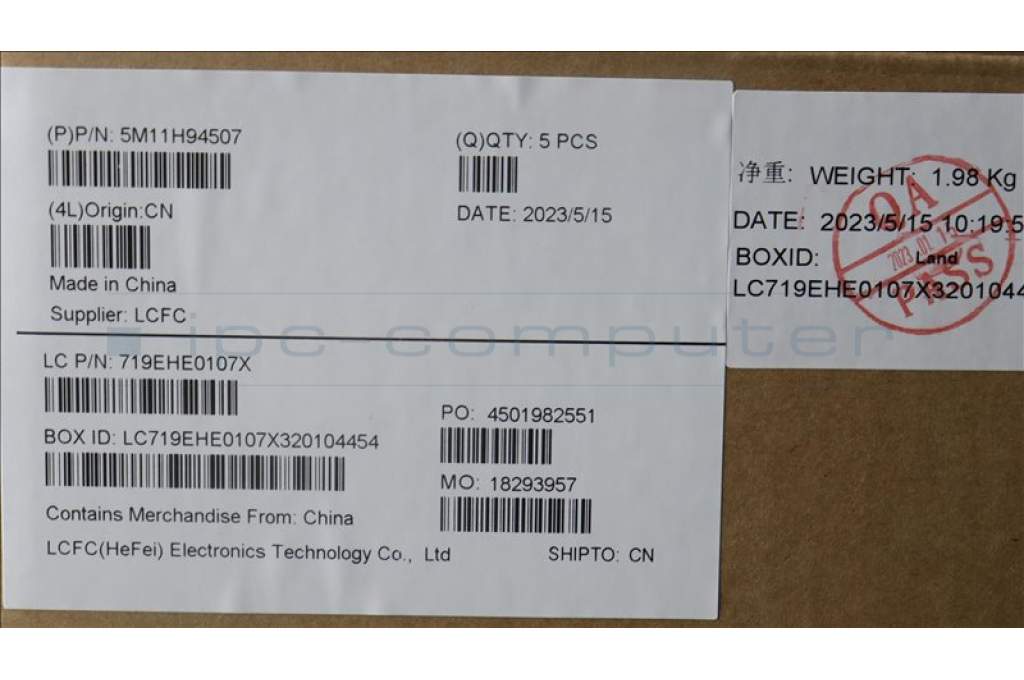 (P)P/N: 5M11H94507
(Q)QTY: 5 PCS
(4L)Origin:CN
DATE: 2023/5/15
Made in China
Supplier: LCFC
LC P/N: 719EHE0107X
PO: 4501982551
BOX ID: LC719EHE0107X320104454
MO: 18293957
Contains Merchandise From: China
LCFC(HeFei) Electronics Technology Co., Ltd
SHIPTO: CN
净重: WEIGHT: 1.98 Kg
DATE: 2023/5/15 10:19:5
BOXID: Land
LC719EHE0107X3201044
QA
PASS
ipc-computer